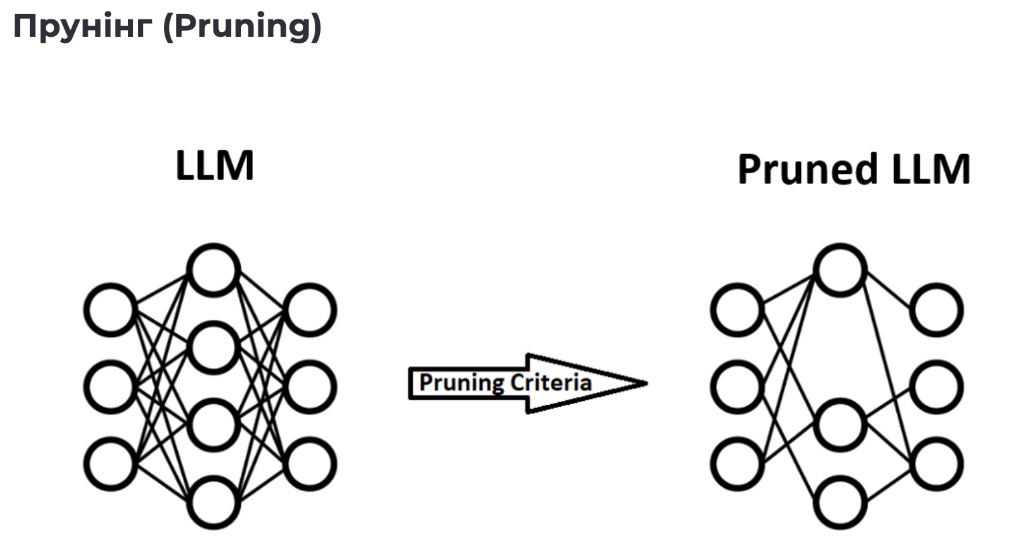 Прунінг (Pruning)
LLM
Pruned LLM
Pruning Criteria